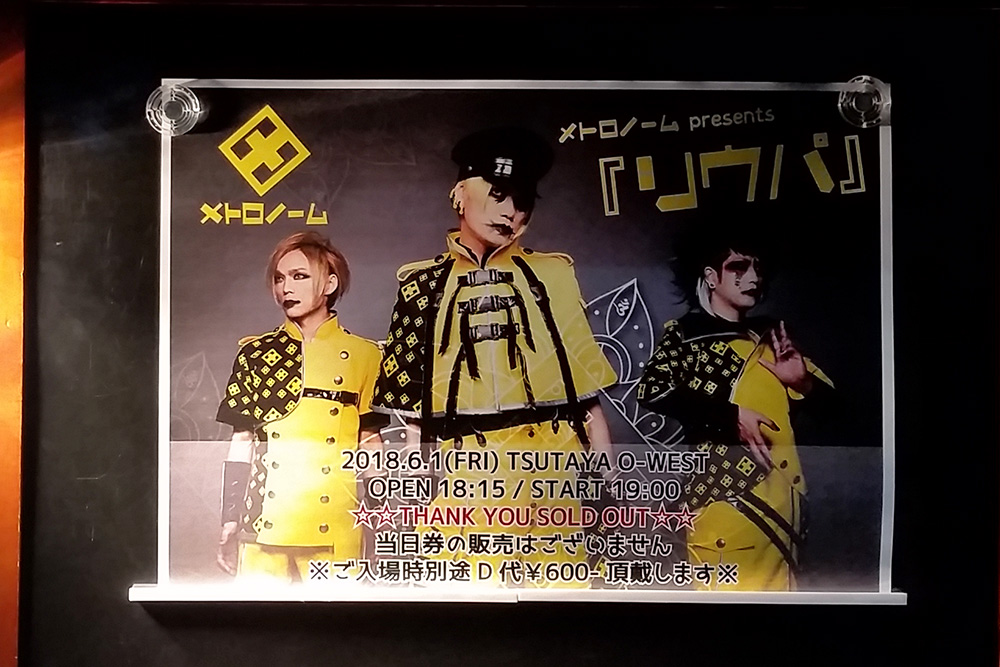 メトロノーム
メトロノーム presents
『リウパ』
2018.6.1(FRI) TSUTAYA O-WEST
OPEN 18:15 / START 19:00
☆☆THANK YOU SOLD OUT☆☆
当日券の販売はございません
※ご入場時別途D代¥600-頂戴します※